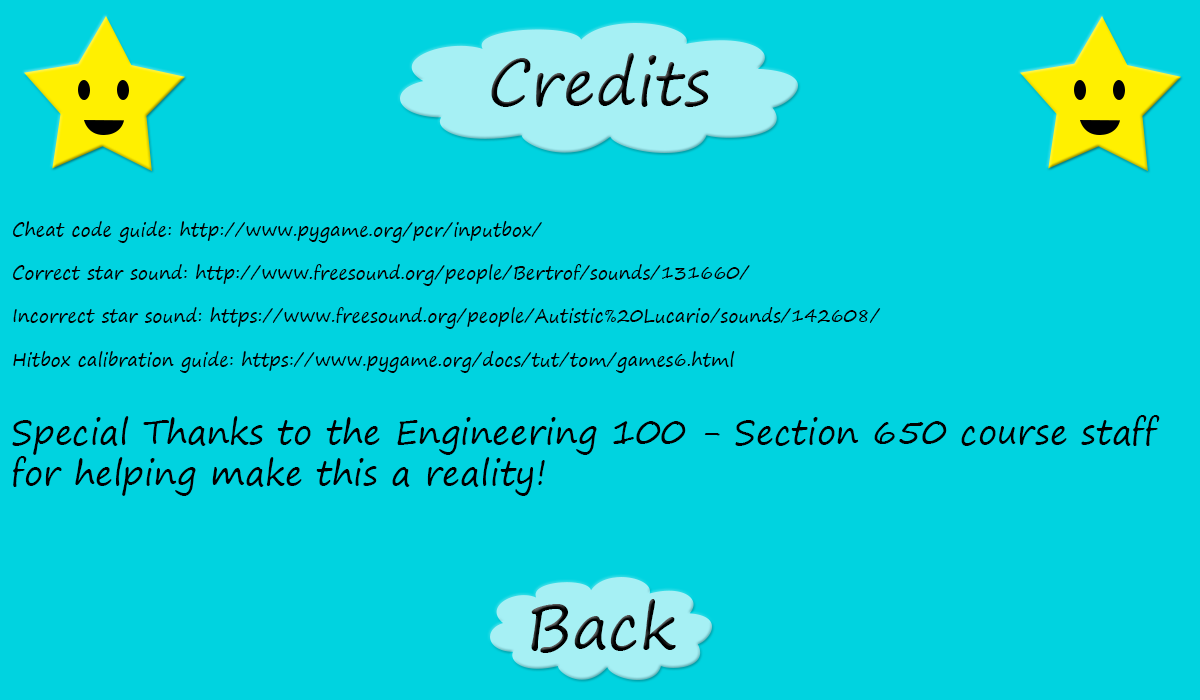 Credits
Cheat code guide: http://www.pygame.org/pcr/inputbox/
Correct star sound: http://www.freesound.org/people/Bertrof/sounds/131660/
Incorrect star sound: https://www.freesound.org/people/Autistic%20Lucario/sounds/142608/
Hitbox calibration guide: https://www.pygame.org/docs/tut/tom/games6.html
Special Thanks to the Engineering 100 - Section 650 course staff
for helping make this a reality!
Back